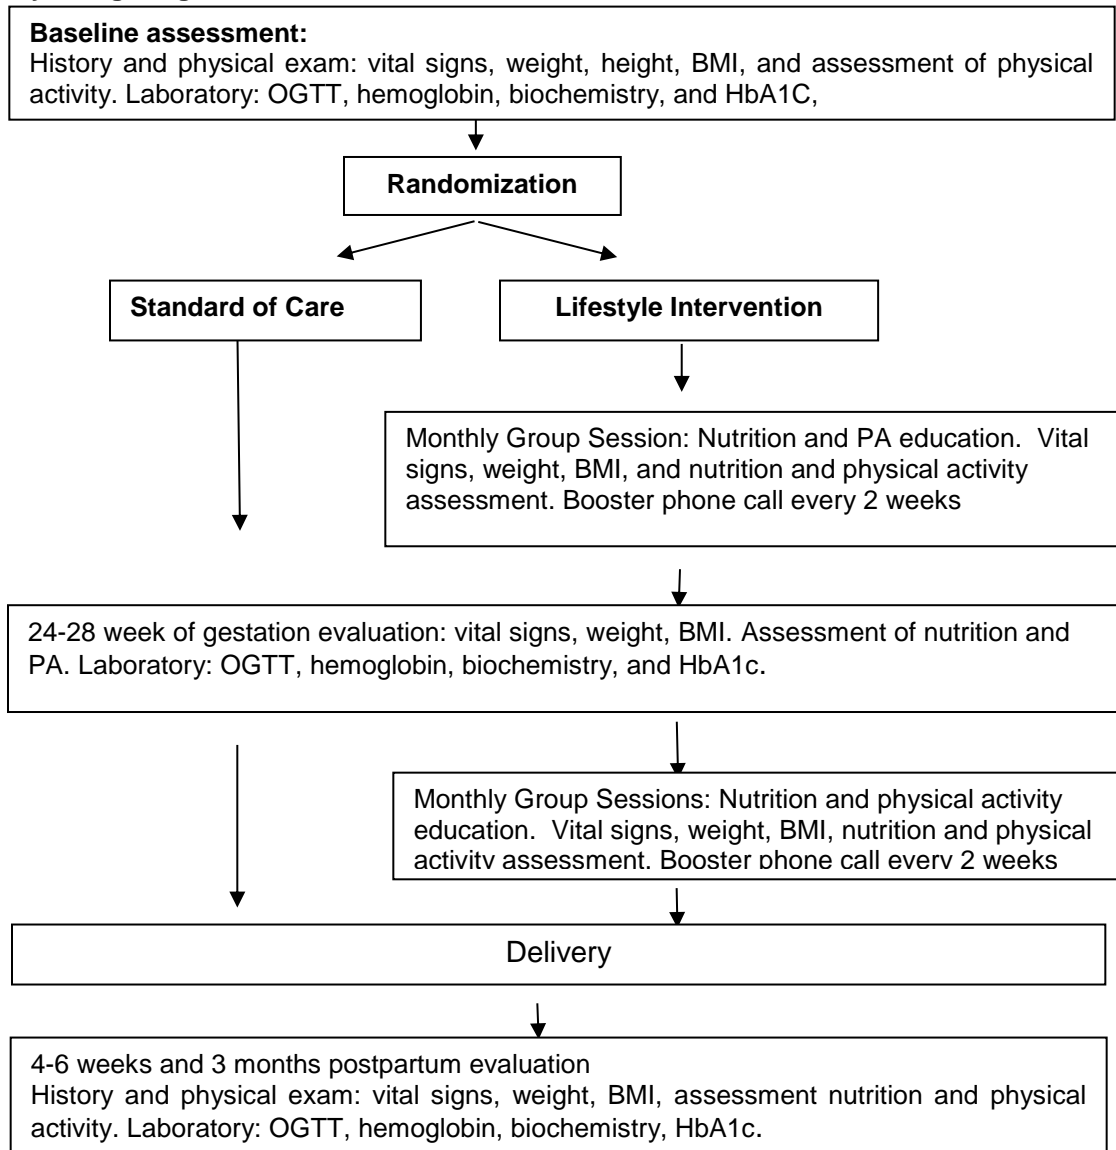 Baseline assessment:
History and physical exam: vital signs, weight, height, BMI, and assessment of physical
activity. Laboratory: OGTT, hemoglobin, biochemistry, and HbA1C,
Randomization
Standard of Care
Lifestyle Intervention
Monthly Group Session: Nutrition and PA education. Vital
signs, weight, BMI, and nutrition and physical activity
assessment. Booster phone call every 2 weeks
24-28 week of gestation evaluation: vital signs, weight, BMI. Assessment of nutrition and
PA. Laboratory: OGTT, hemoglobin, biochemistry, and HbA1c.
Monthly Group Sessions: Nutrition and physical activity
education. Vital signs, weight, BMI, nutrition and physical
activity assessment. Booster phone call every 2 weeks
Delivery
4-6 weeks and 3 months postpartum evaluation
History and physical exam: vital signs, weight, BMI, assessment nutrition and physical
activity. Laboratory: OGTT, hemoglobin, biochemistry, HbA1c.